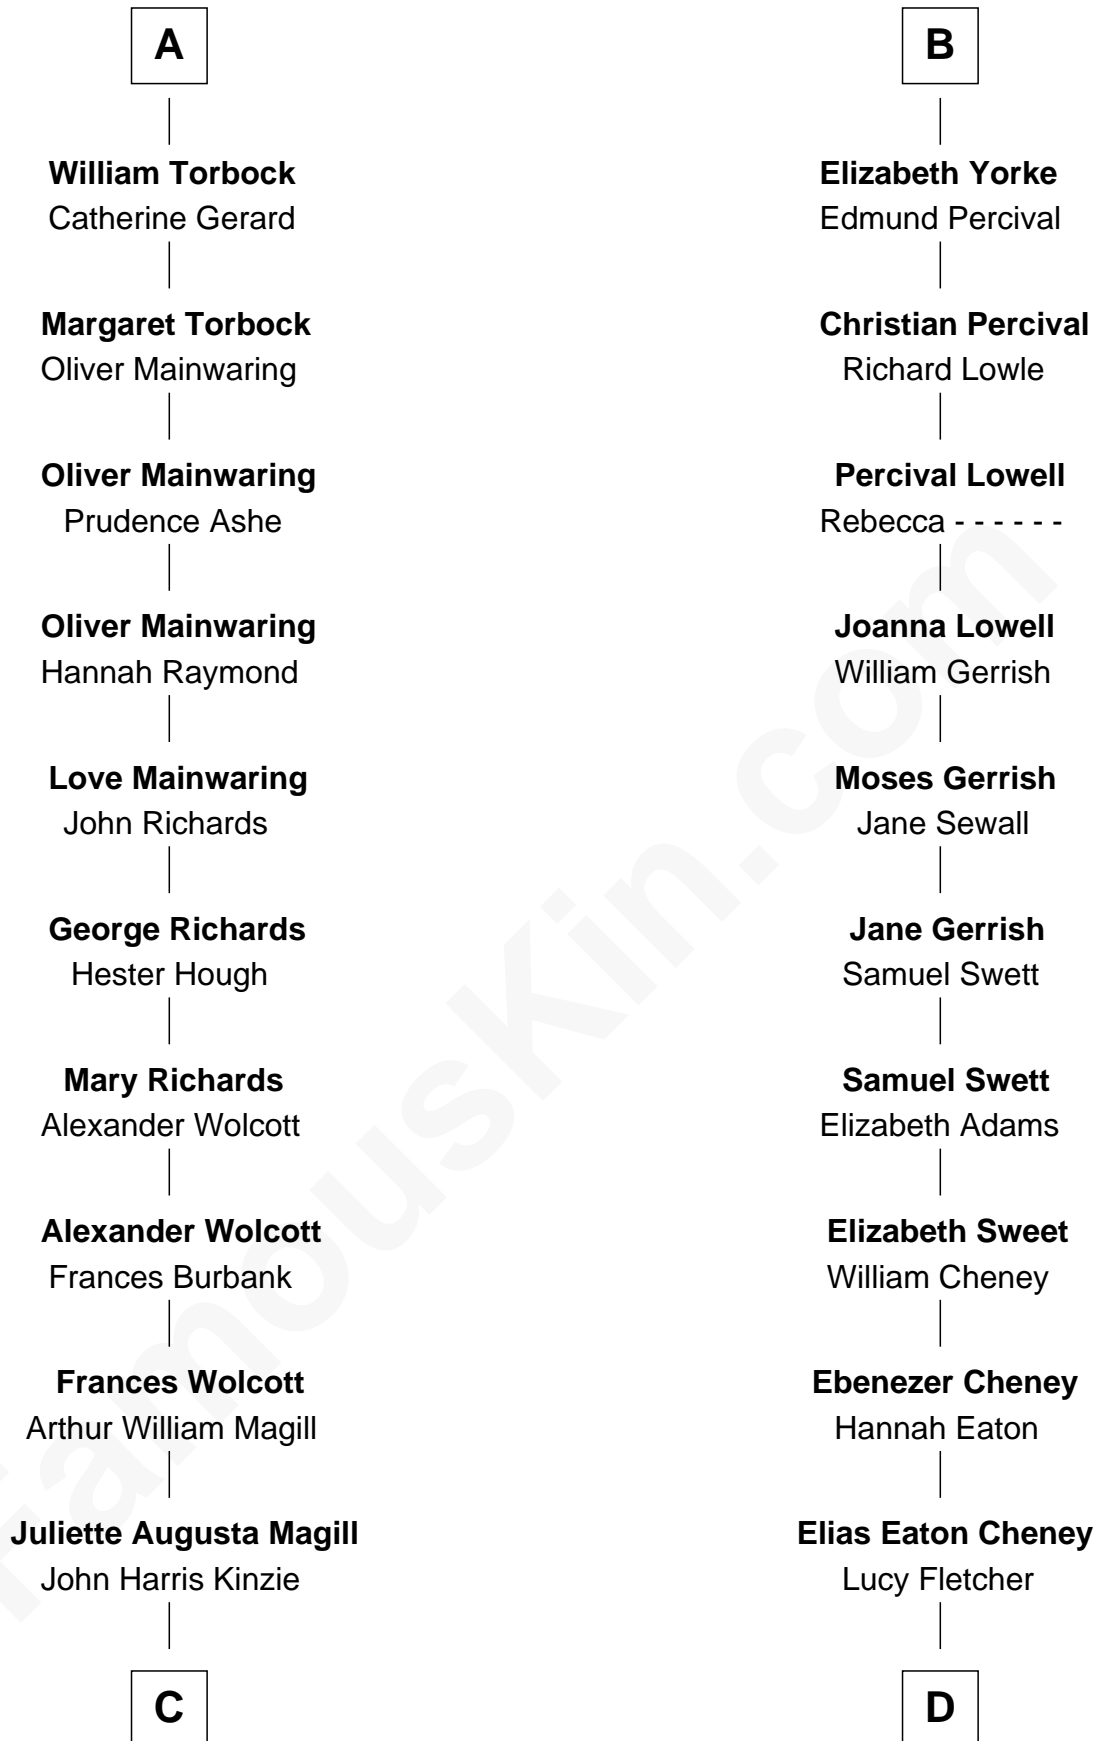 A
William Torbock
Catherine Gerard
Margaret Torbock
Oliver Mainwaring
Oliver Mainwaring
Prudence Ashe
Oliver Mainwaring
Hannah Raymond
Love Mainwaring
John Richards
George Richards
Hester Hough
Mary Richards
Alexander Wolcott
Alexander Wolcott
Frances Burbank
Frances Wolcott
Arthur William Magill
Juliette Augusta Magill
John Harris Kinzie
C
B
Elizabeth Yorke
Edmund Percival
Christian Percival
Richard Lowle
Percival Lowell
Rebecca - - - - - -
Joanna Lowell
William Gerrish
Moses Gerrish
Jane Sewall
Jane Gerrish
Samuel Swett
Samuel Swett
Elizabeth Adams
Elizabeth Sweet
William Cheney
Ebenezer Cheney
Hannah Eaton
Elias Eaton Cheney
Lucy Fletcher
D
FamousKin.com